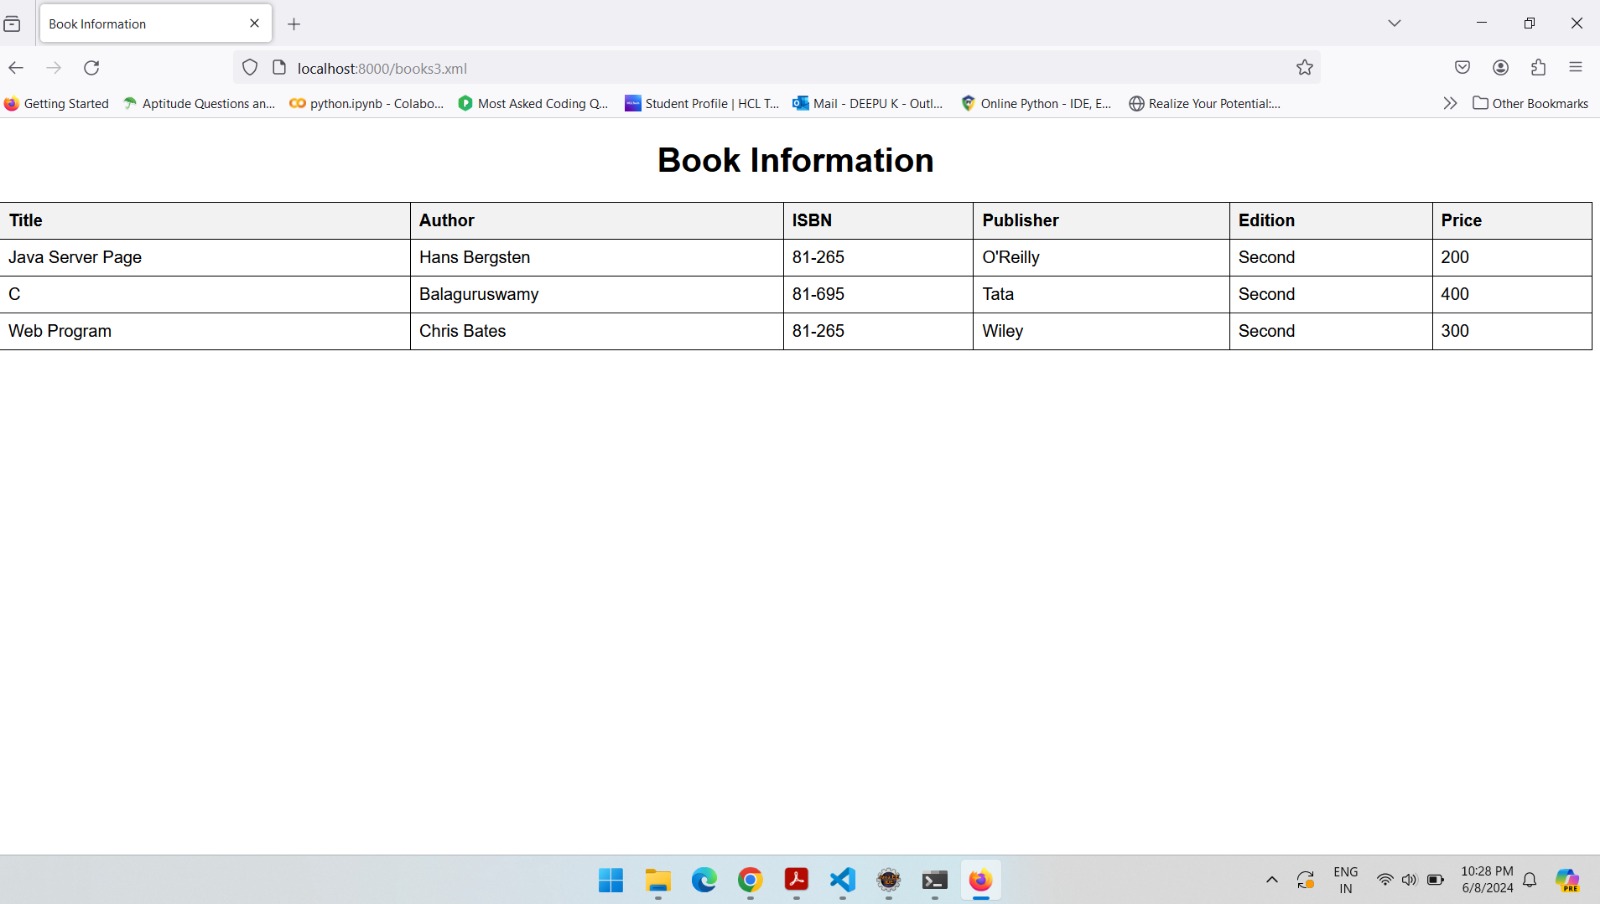 Book Information
localhost:8000/books3.xml
Getting Started Aptitude Questions an... python.ipynb - Colabo... Most Asked Coding Q... Student Profile | HCL T... Mail - DEEPU K - Outl... Online Python - IDE, E... Realize Your Potential:... Other Bookmarks
Book Information
Title Author ISBN Publisher Edition Price
Java Server Page Hans Bergsten 81-265 O'Reilly Second 200
C Balaguruswamy 81-695 Tata Second 400
Web Program Chris Bates 81-265 Wiley Second 300
ENG 10:28 PM
IN 6/8/2024
PRE